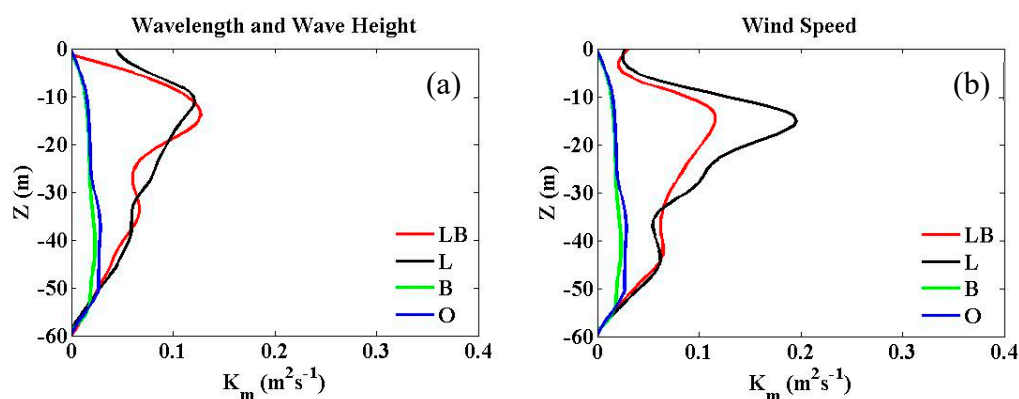 Wavelength and Wave Height
(a)
0
-10
-20
-30
-40
-50
-60
Z (m)
LB
L
B
O
0
0.1
0.2
0.3
0.4
K_m (m²s⁻¹)
Wind Speed
(b)
0
-10
-20
-30
-40
-50
-60
Z (m)
LB
L
B
O
0
0.1
0.2
0.3
0.4
K_m (m²s⁻¹)